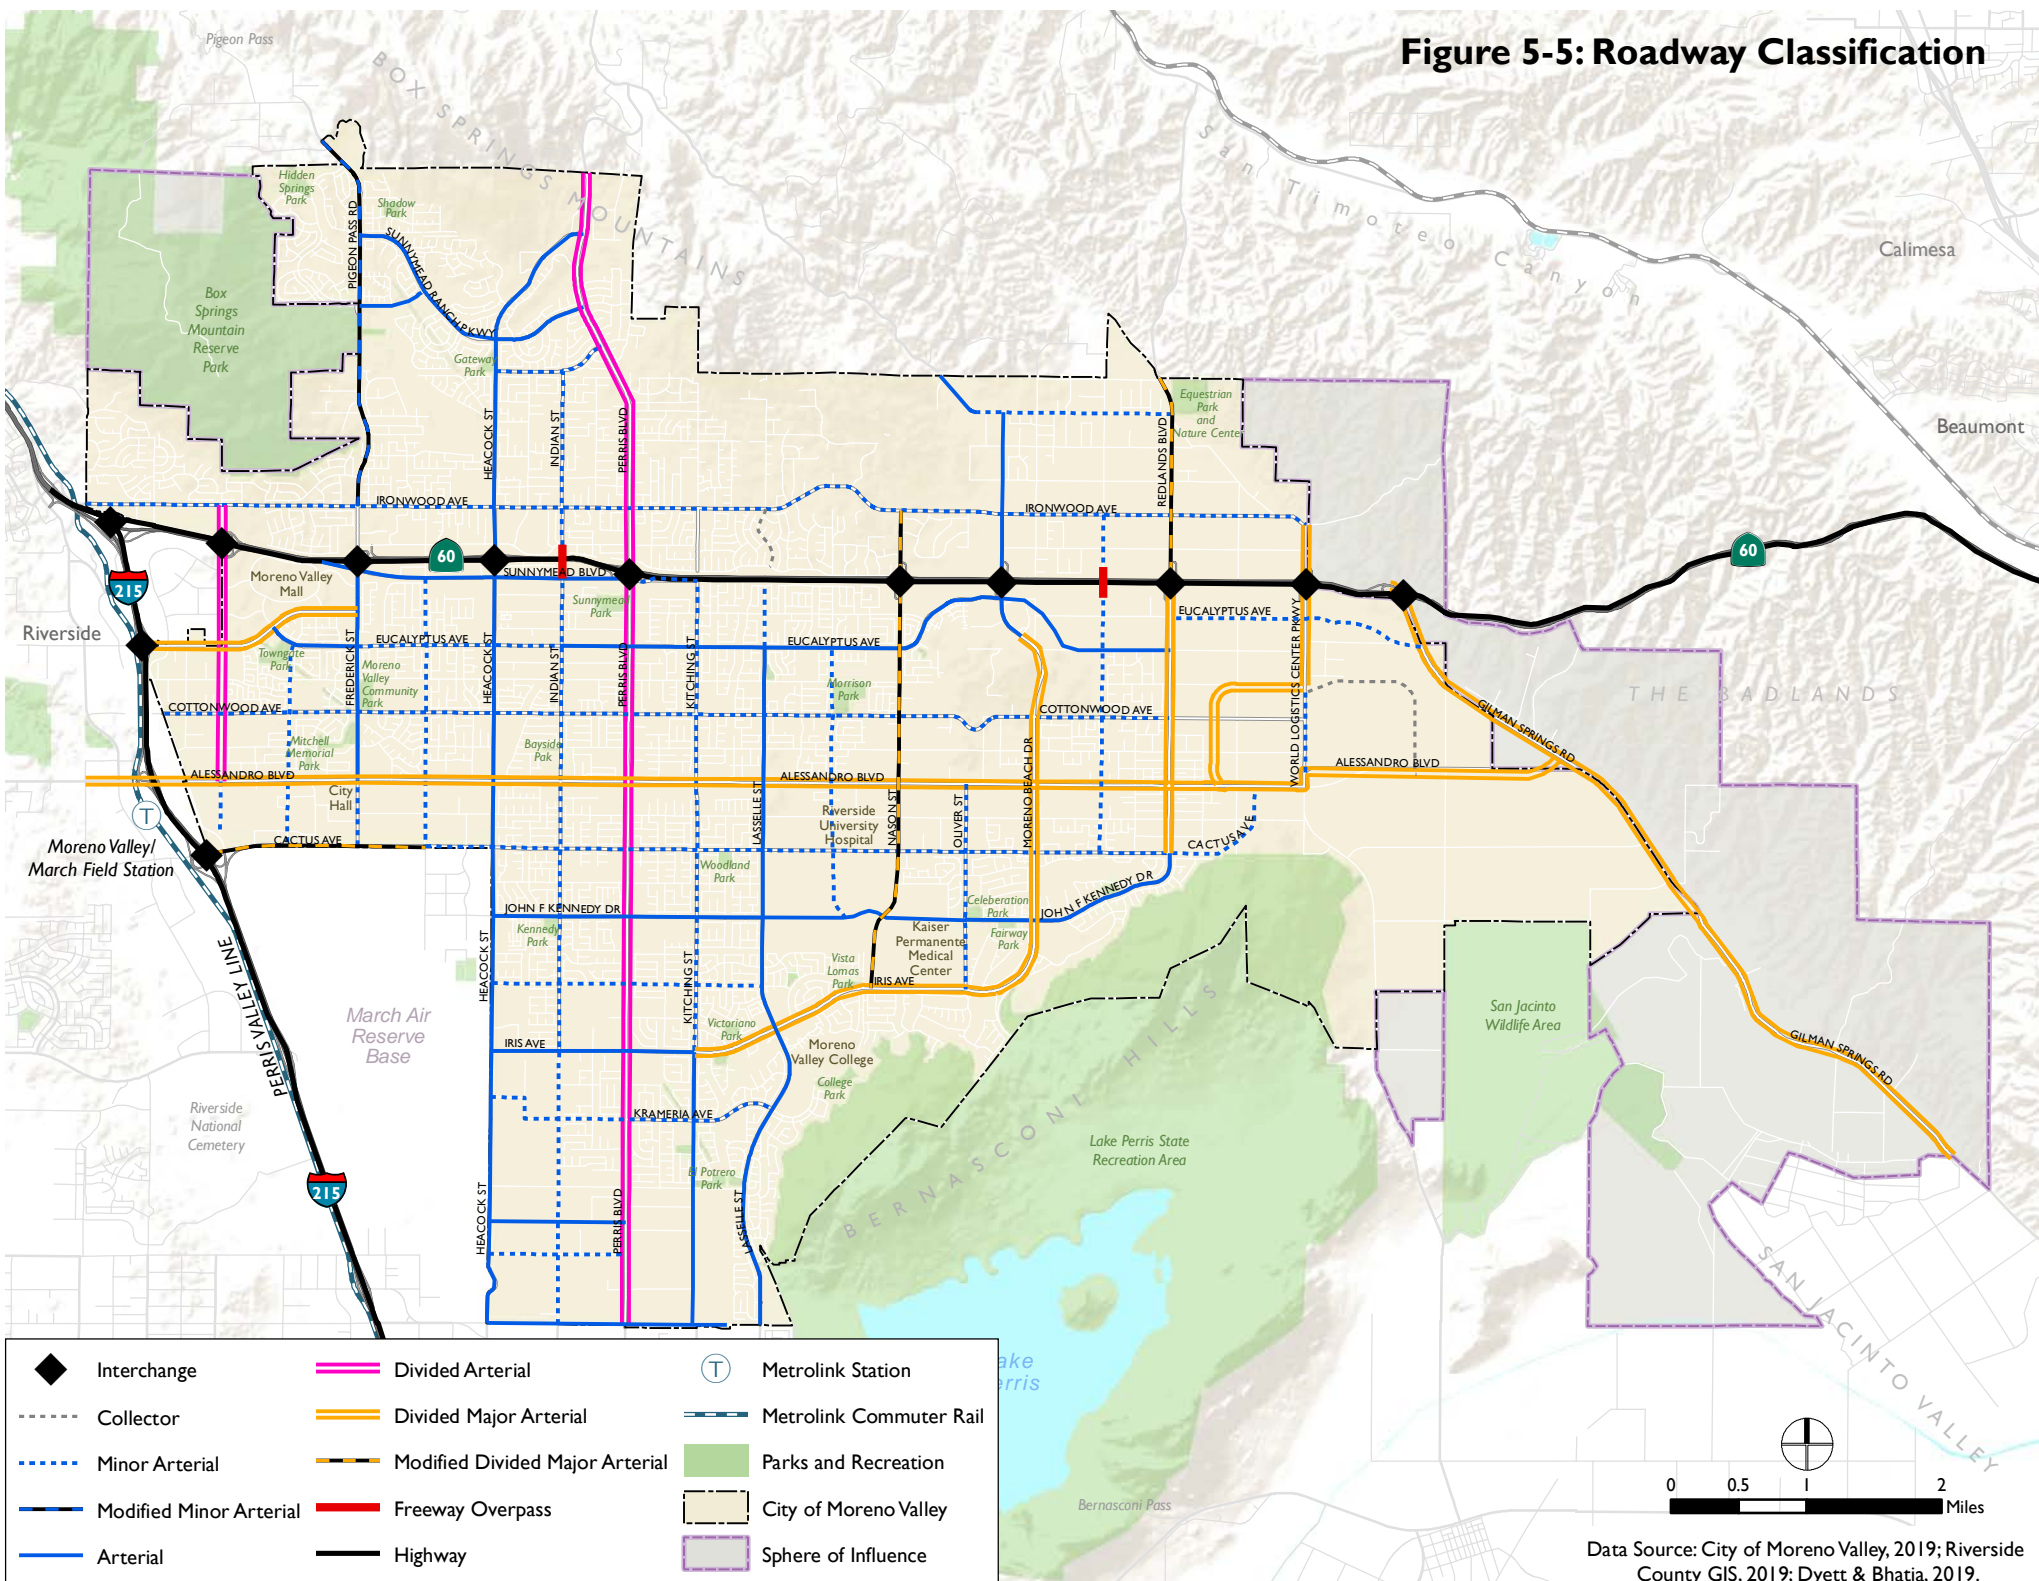 Figure 5-5: Roadway Classification
Pigeon Pass
BOX SPRINGS MOUNTAINS
San Timoteo Canyon
Calimesa
Beaumont
Hidden
Springs
Park
Shadow
Park
PIGEON PASS RD
SUNNYMEAD RANCH PKWY
Box
Springs
Mountain
Reserve
Park
Gateway
Park
Equestrian
Park
and
Nature Center
HEACOCK ST
INDIAN ST
PERRIS BLVD
REDLANDS BLVD
IRONWOOD AVE
IRONWOOD AVE
60
60
215
Moreno Valley
Mall
SUNNYMEAD BLVD
Sunnymead
Park
Riverside
EUCALYPTUS AVE
EUCALYPTUS AVE
EUCALYPTUS AVE
Towngate
Park
FREDERICK ST
Moreno
Valley
Community
Park
HEACOCK ST
INDIAN ST
PERRIS BLVD
KITCHING ST
Morrison
Park
WORLD LOGISTICS CENTER PKWY
THE BADLANDS
COTTONWOOD AVE
COTTONWOOD AVE
GILMAN SPRINGS RD
Mitchell
Memorial
Park
Bayside
Pak
MORENO BEACH DR
ALESSANDRO BLVD
ALESSANDRO BLVD
ALESSANDRO BLVD
City
Hall
LASSELLE ST
Riverside
University
Hospital
NASON ST
OLIVER ST
T
Moreno Valley/
March Field Station
CACTUS AVE
CACTUS AVE
Woodland
Park
JOHN F KENNEDY DR
JOHN F KENNEDY DR
Kennedy
Park
Celeberation
Park
Fairway
Park
Kaiser
Permanente
Medical
Center
PERRIS VALLEY LINE
HEACOCK ST
KITCHING ST
Vista
Lomas
Park
IRIS AVE
March Air
Reserve
Base
Victoriano
Park
IRIS AVE
Moreno
Valley College
College
Park
BERNASCONI HILLS
San Jacinto
Wildlife Area
GILMAN SPRINGS RD
Riverside
National
Cemetery
KRAMERIA AVE
El Potrero
Park
Lake Perris State
Recreation Area
215
HEACOCK ST
PERRIS BLVD
LASSELLE ST
SAN JACINTO VALLEY
Bernasconi Pass
Interchange
Collector
Minor Arterial
Modified Minor Arterial
Arterial
Divided Arterial
Divided Major Arterial
Modified Divided Major Arterial
Freeway Overpass
Highway
T
Metrolink Station
Metrolink Commuter Rail
Parks and Recreation
City of Moreno Valley
Sphere of Influence
0 0.5 1 2
Miles
Data Source: City of Moreno Valley, 2019; Riverside
County GIS, 2019; Dyett & Bhatia, 2019.